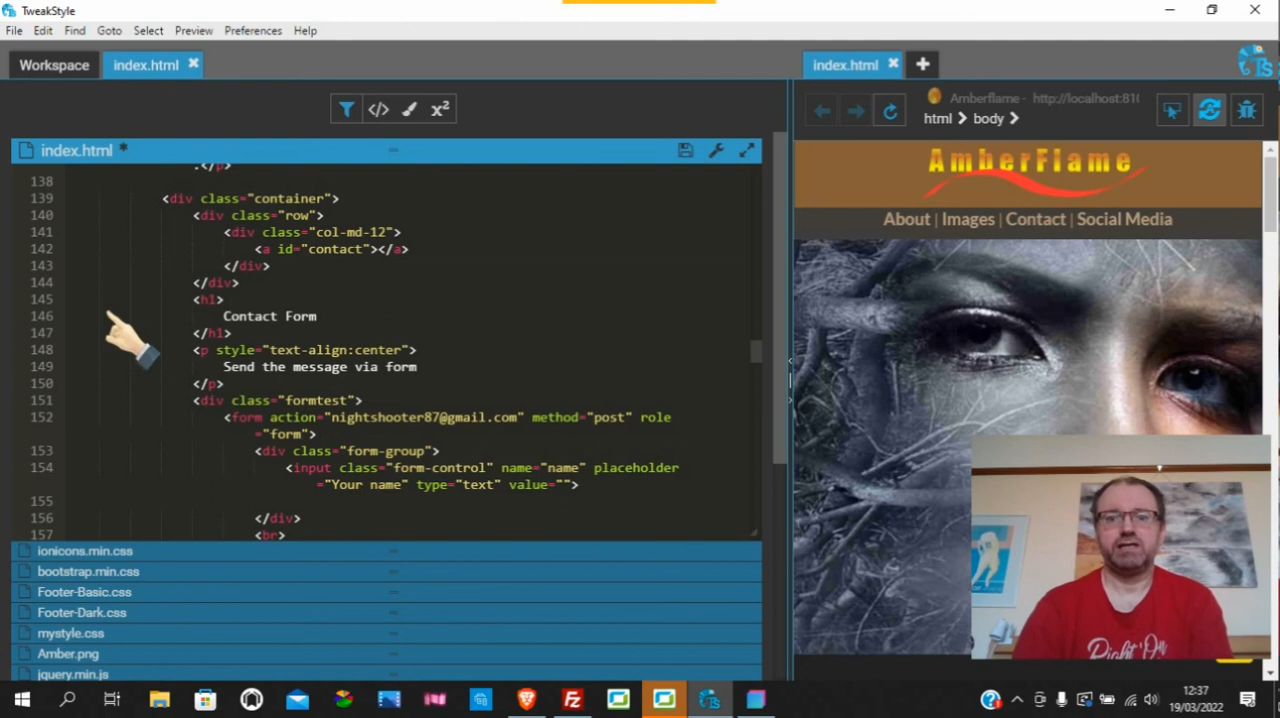 TweakStyle
File Edit Find Goto Select Preview Preferences Help
Workspace index.html
index.html
x²
index.html *
Amberflame - http://localhost:810
html body
.</p>
138
139 <div class="container">
140 <div class="row">
141 <div class="col-md-12">
142 <a id="contact"></a>
143 </div>
144 </div>
145 <h1>
146 Contact Form
147 </h1>
148 <p style="text-align:center">
149 Send the message via form
150 </p>
151 <div class="formtest">
152 <form action="nightshooter87@gmail.com" method="post" role
="form">
153 <div class="form-group">
154 <input class="form-control" name="name" placeholder
="Your name" type="text" value="">
155
156 </div>
157 <br>
ionicons.min.css
bootstrap.min.css
Footer-Basic.css
Footer-Dark.css
mystyle.css
Amber.png
jquery.min.js
AmberFlame
About | Images | Contact | Social Media
Right On
Ts
12:37
19/03/2022